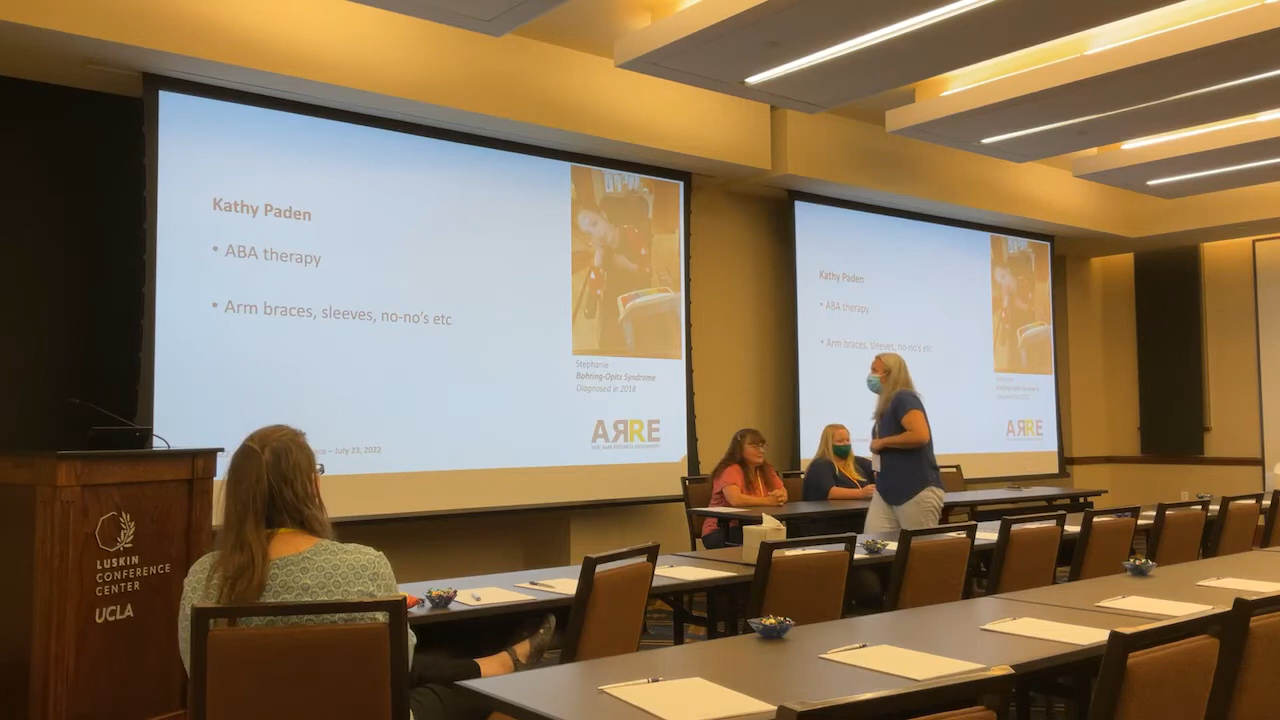 Kathy Paden
• ABA therapy
• Arm braces, sleeves, no-no's etc
Stephanie
Bohring-Opitz Syndrome
Diagnosed in 2018
ARRE
– July 23, 2022
Kathy Paden
• ABA therapy
• Arm braces, sleeves, no-no's etc
ARRE
LUSKIN
CONFERENCE
CENTER
UCLA